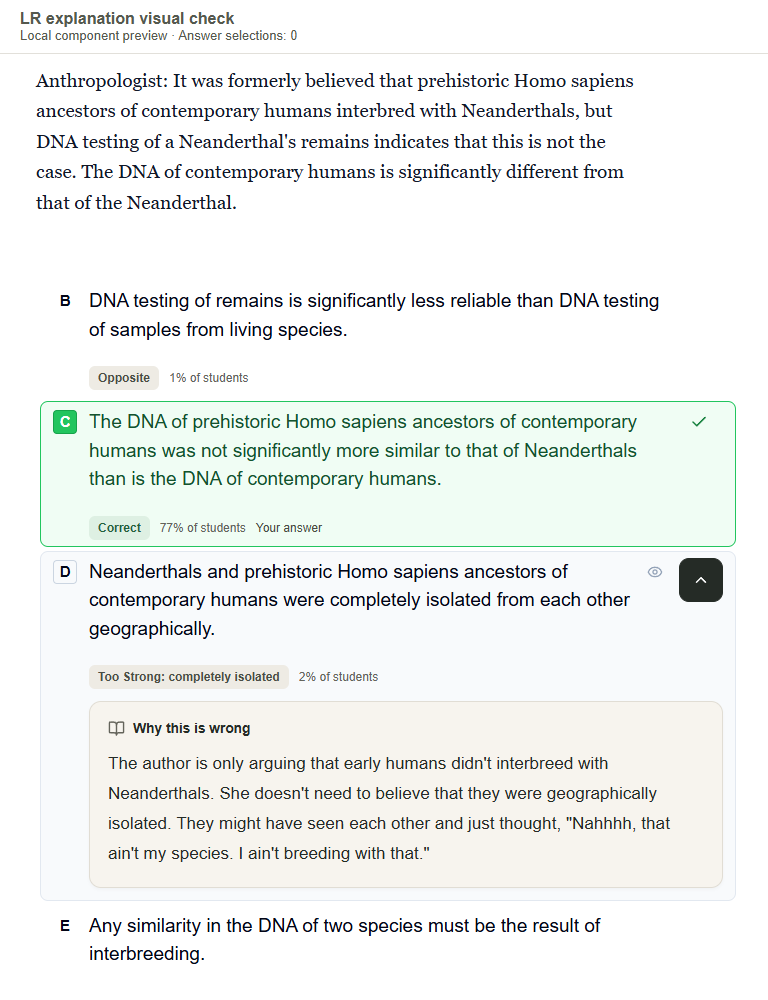 LR explanation visual check
Local component preview · Answer selections: 0
Anthropologist: It was formerly believed that prehistoric Homo sapiens
ancestors of contemporary humans interbred with Neanderthals, but
DNA testing of a Neanderthal's remains indicates that this is not the
case. The DNA of contemporary humans is significantly different from
that of the Neanderthal.
B DNA testing of remains is significantly less reliable than DNA testing
of samples from living species.
Opposite 1% of students
C The DNA of prehistoric Homo sapiens ancestors of contemporary
humans was not significantly more similar to that of Neanderthals
than is the DNA of contemporary humans.
Correct 77% of students Your answer
D Neanderthals and prehistoric Homo sapiens ancestors of
contemporary humans were completely isolated from each other
geographically.
Too Strong: completely isolated 2% of students
Why this is wrong
The author is only arguing that early humans didn't interbreed with
Neanderthals. She doesn't need to believe that they were geographically
isolated. They might have seen each other and just thought, "Nahhhh, that
ain't my species. I ain't breeding with that."
E Any similarity in the DNA of two species must be the result of
interbreeding.